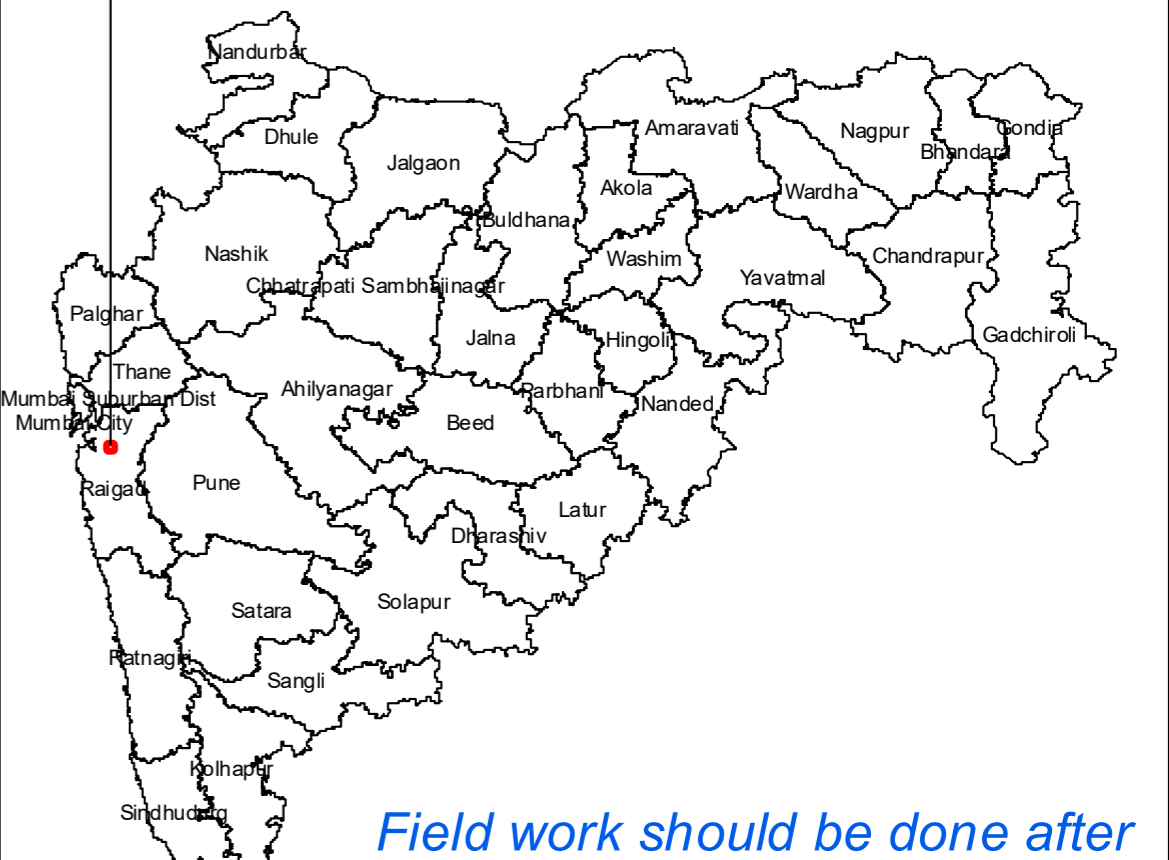 Nandurbar
Dhule
Jalgaon
Amaravati
Nagpur
Gondia
Bhandara
Akola
Wardha
Buldhana
Nashik
Washim
Chandrapur
Chhatrapati Sambhajinagar
Yavatmal
Palghar
Jalna
Hingoli
Gadchiroli
Thane
Ahilyanagar
Parbhani
Mumbai Suburban Dist
Nanded
Mumbai City
Beed
Raigad
Pune
Latur
Dharashiv
Satara
Solapur
Ratnagiri
Sangli
Kolhapur
Sindhudurg
Field work should be done after